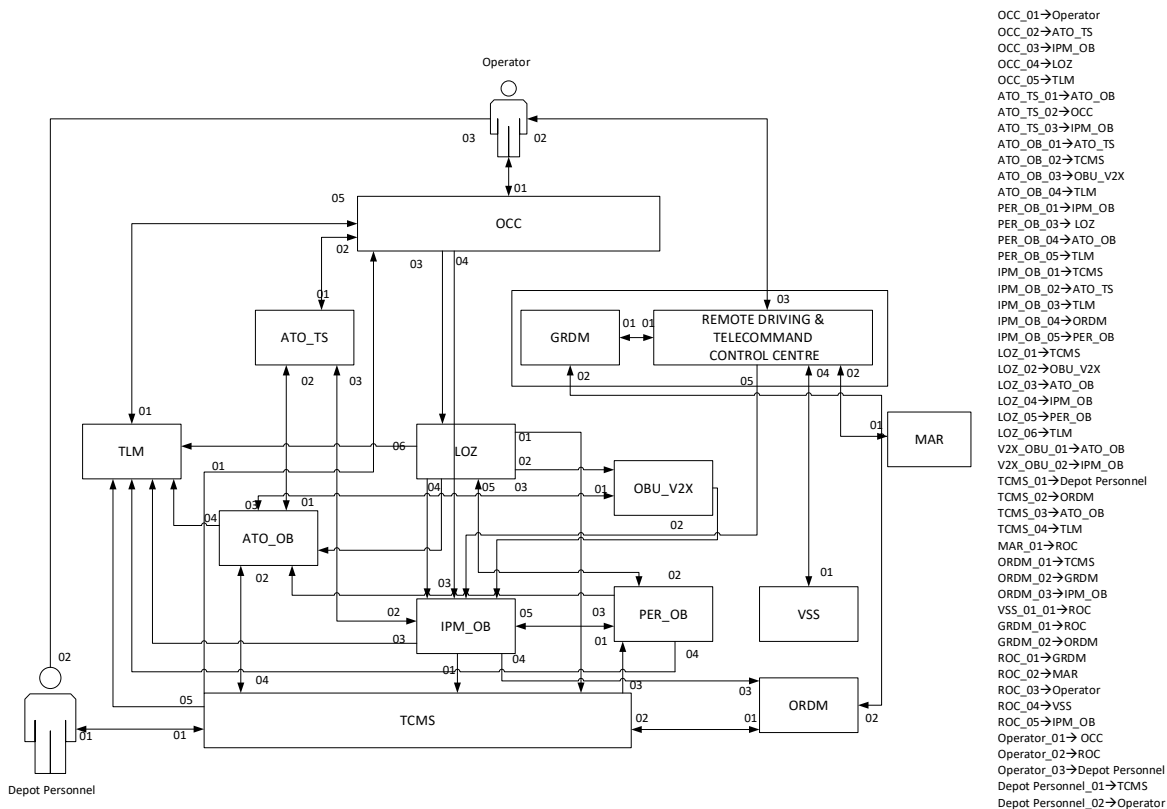 Operator
03
02
01
05
OCC
02
03
04
01
03
GRDM
01
01
REMOTE DRIVING &
TELECOMMAND
CONTROL CENTRE
ATO_TS
02
03
02
04
02
05
01
01
MAR
TLM
06
LOZ
01
01
02
04
05
03
OBU_V2X
01
03
01
04
ATO_OB
02
02
03
02
01
VSS
02
IPM_OB
05
03
PER_OB
03
01
04
04
02
01
03
04
03
ORDM
05
TCMS
02
01
02
01
01
Depot Personnel
OCC_01→Operator
OCC_02→ATO_TS
OCC_03→IPM_OB
OCC_04→LOZ
OCC_05→TLM
ATO_TS_01→ATO_OB
ATO_TS_02→OCC
ATO_TS_03→IPM_OB
ATO_OB_01→ATO_TS
ATO_OB_02→TCMS
ATO_OB_03→OBU_V2X
ATO_OB_04→TLM
PER_OB_01→IPM_OB
PER_OB_03→ LOZ
PER_OB_04→ATO_OB
PER_OB_05→TLM
IPM_OB_01→TCMS
IPM_OB_02→ATO_TS
IPM_OB_03→TLM
IPM_OB_04→ORDM
IPM_OB_05→PER_OB
LOZ_01→TCMS
LOZ_02→OBU_V2X
LOZ_03→ATO_OB
LOZ_04→IPM_OB
LOZ_05→PER_OB
LOZ_06→TLM
V2X_OBU_01→ATO_OB
V2X_OBU_02→IPM_OB
TCMS_01→Depot Personnel
TCMS_02→ORDM
TCMS_03→ATO_OB
TCMS_04→TLM
MAR_01→ROC
ORDM_01→TCMS
ORDM_02→GRDM
ORDM_03→IPM_OB
VSS_01_01→ROC
GRDM_01→ROC
GRDM_02→ORDM
ROC_01→GRDM
ROC_02→MAR
ROC_03→Operator
ROC_04→VSS
ROC_05→IPM_OB
Operator_01→ OCC
Operator_02→ROC
Operator_03→Depot Personnel
Depot Personnel_01→TCMS
Depot Personnel_02→Operator